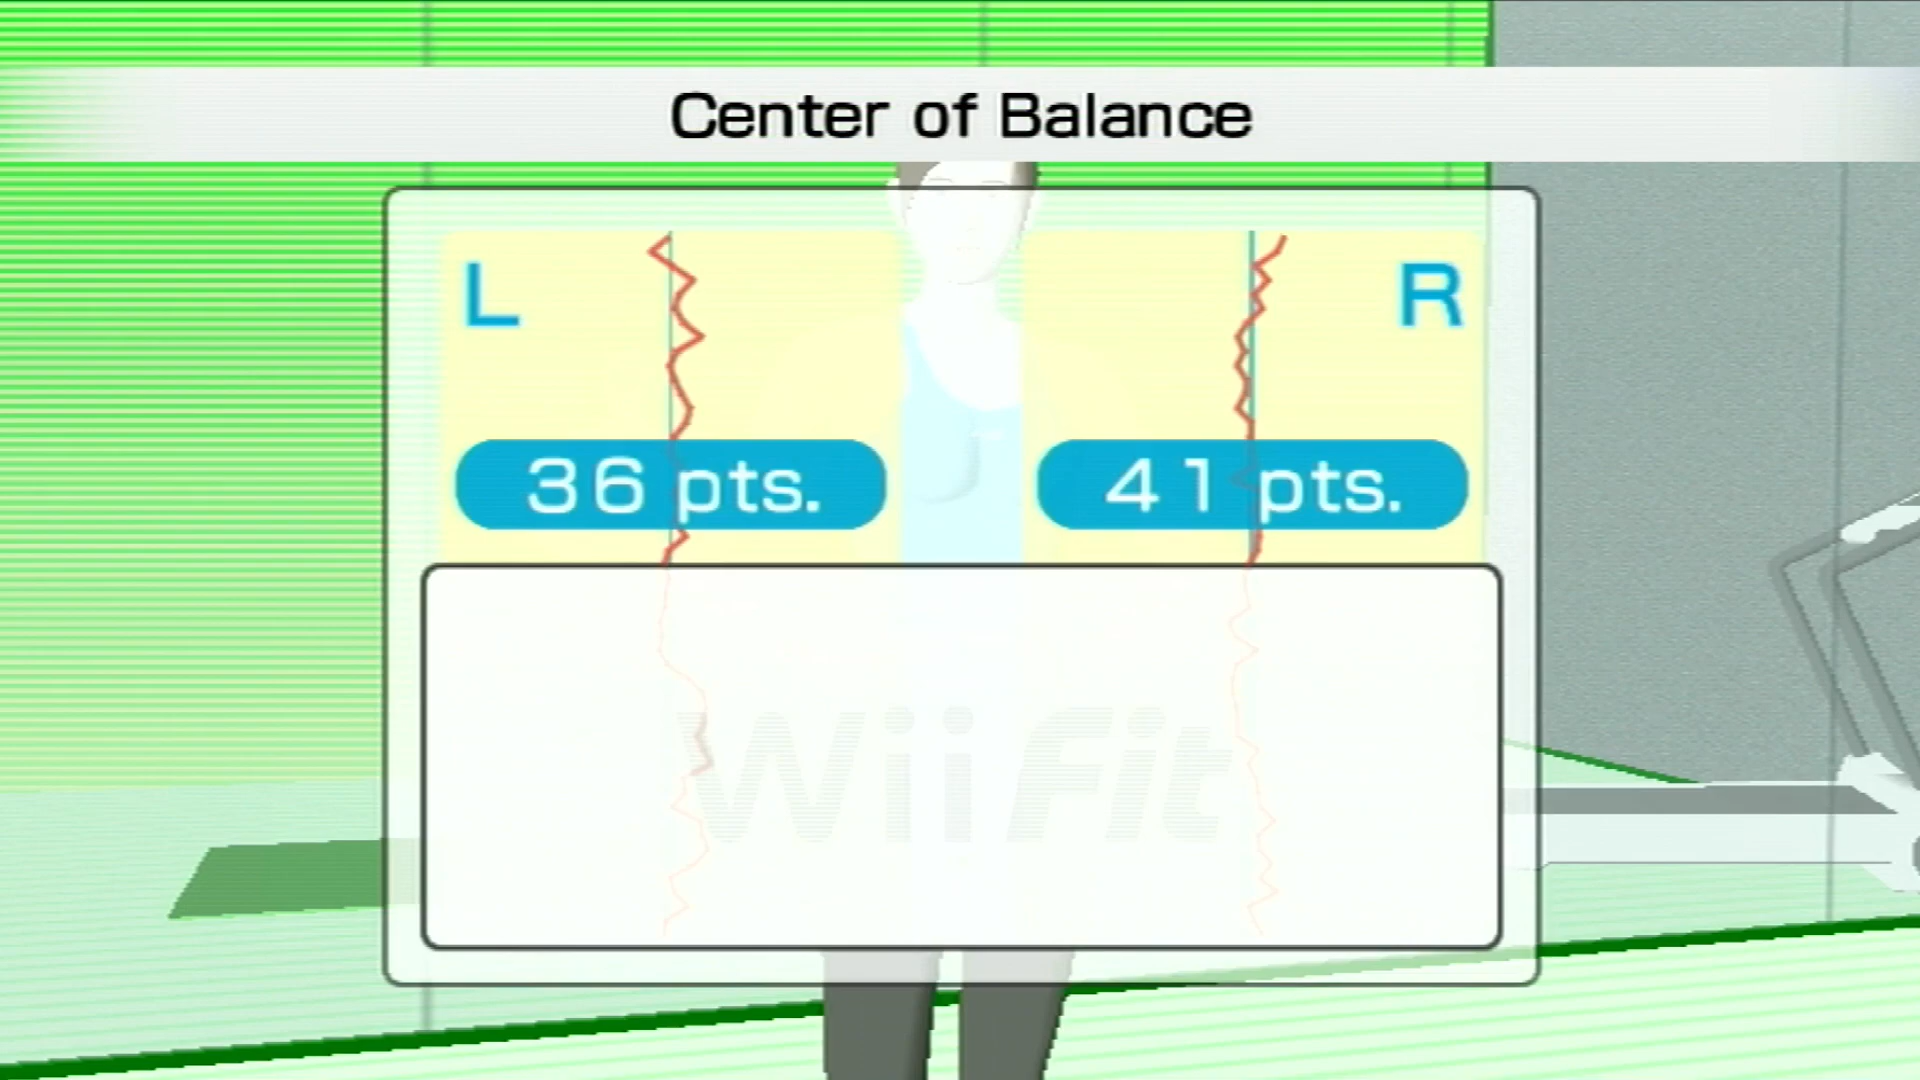 Center of Balance
L
R
36 pts.
41 pts.
Wii Fit